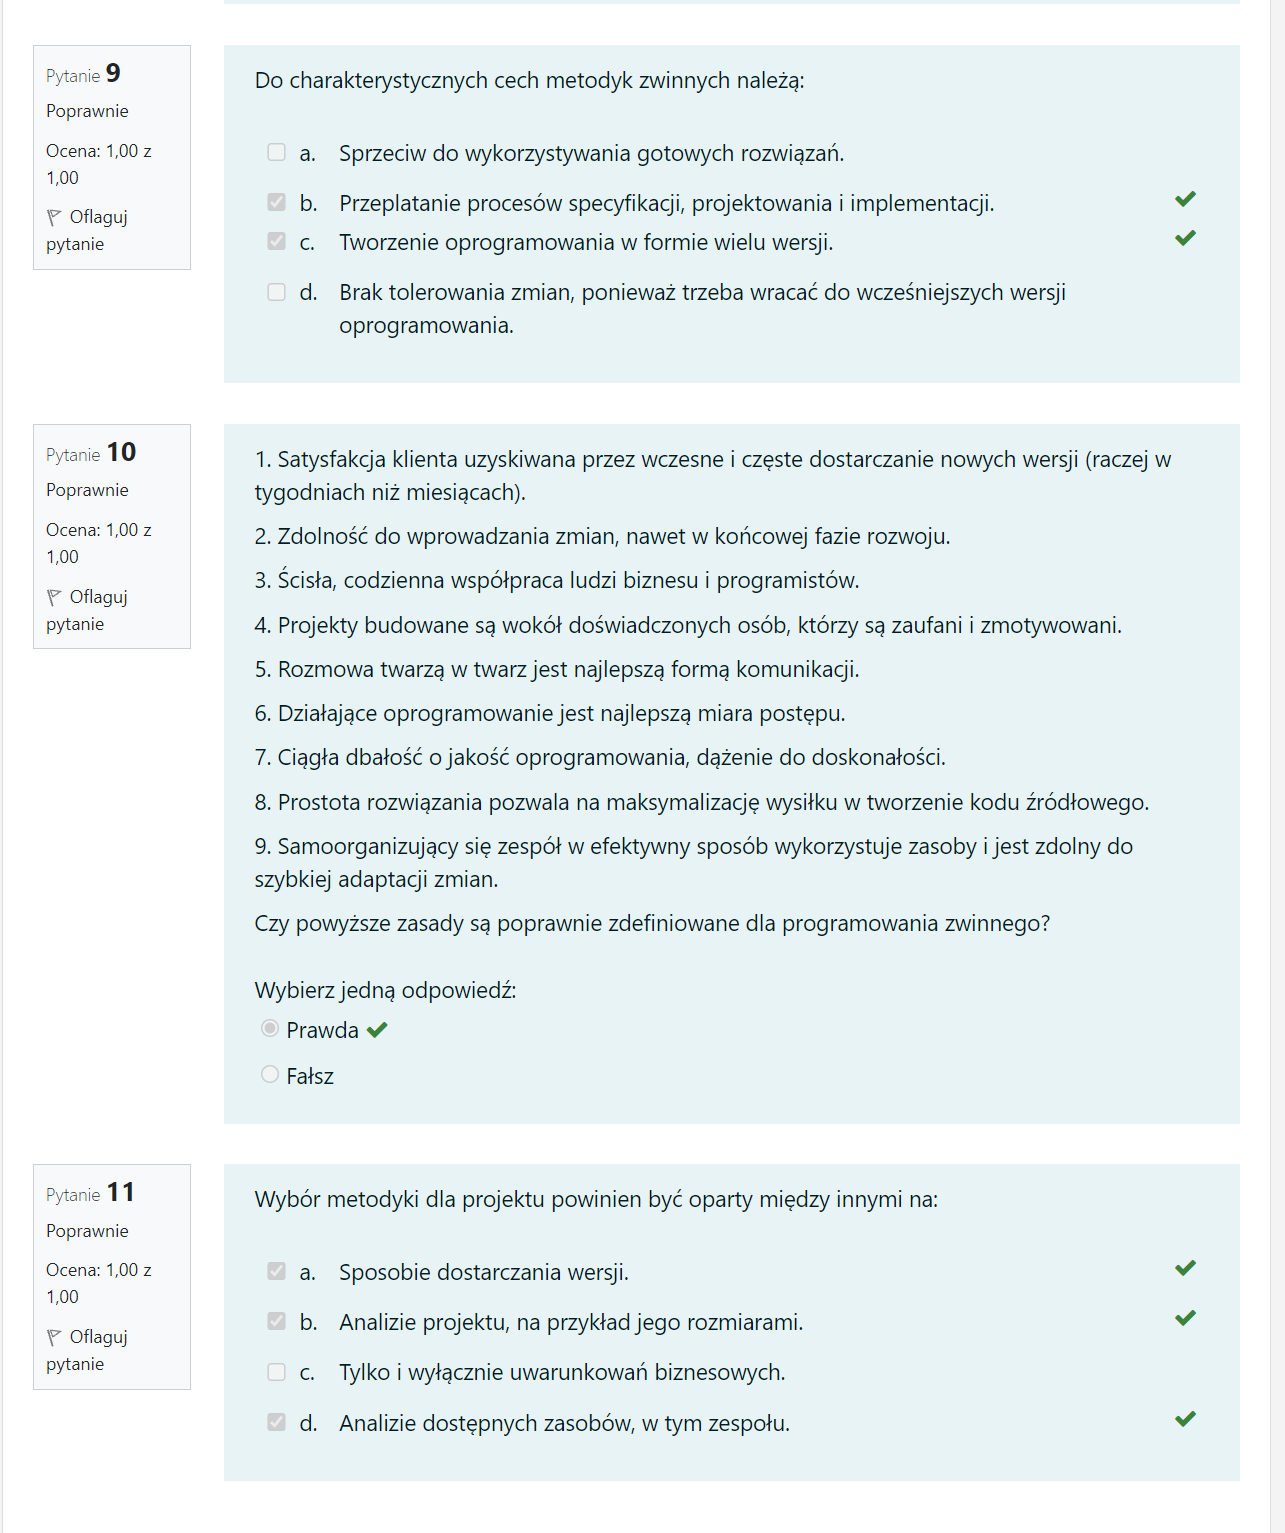 Pytanie 9
Poprawnie
Ocena: 1,00 z
1,00
Oflaguj
pytanie
Do charakterystycznych cech metodyk zwinnych należą:
a. Sprzeciw do wykorzystywania gotowych rozwiązań.
b. Przeplatanie procesów specyfikacji, projektowania i implementacji.
c. Tworzenie oprogramowania w formie wielu wersji.
d. Brak tolerowania zmian, ponieważ trzeba wracać do wcześniejszych wersji
oprogramowania.
Pytanie 10
Poprawnie
Ocena: 1,00 z
1,00
Oflaguj
pytanie
1. Satysfakcja klienta uzyskiwana przez wczesne i częste dostarczanie nowych wersji (raczej w
tygodniach niż miesiącach).
2. Zdolność do wprowadzania zmian, nawet w końcowej fazie rozwoju.
3. Ścisła, codzienna współpraca ludzi biznesu i programistów.
4. Projekty budowane są wokół doświadczonych osób, którzy są zaufani i zmotywowani.
5. Rozmowa twarzą w twarz jest najlepszą formą komunikacji.
6. Działające oprogramowanie jest najlepszą miara postępu.
7. Ciągła dbałość o jakość oprogramowania, dążenie do doskonałości.
8. Prostota rozwiązania pozwala na maksymalizację wysiłku w tworzenie kodu źródłowego.
9. Samoorganizujący się zespół w efektywny sposób wykorzystuje zasoby i jest zdolny do
szybkiej adaptacji zmian.
Czy powyższe zasady są poprawnie zdefiniowane dla programowania zwinnego?
Wybierz jedną odpowiedź:
Prawda
Fałsz
Pytanie 11
Poprawnie
Ocena: 1,00 z
1,00
Oflaguj
pytanie
Wybór metodyki dla projektu powinien być oparty między innymi na:
a. Sposobie dostarczania wersji.
b. Analizie projektu, na przykład jego rozmiarami.
c. Tylko i wyłącznie uwarunkowań biznesowych.
d. Analizie dostępnych zasobów, w tym zespołu.